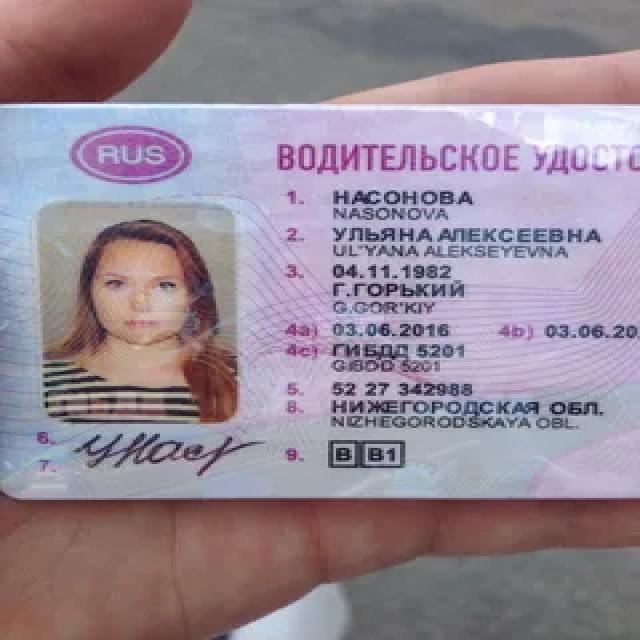 RUS
ВОДИТЕЛЬСКОЕ УДОСТО
1. НАСОНОВА
NASONOVA
2. УЛЬЯНА АЛЕКСЕЕВНА
UL'YANA ALEKSEYEVNA
3. 04.11.1982
Г.ГОРЬКИЙ
G.GOR'KIY
4a) 03.06.2016 4b) 03.06.20
4c) ГИБДД 5201
GIBDD 5201
5. 52 27 342988
8. НИЖЕГОРОДСКАЯ ОБЛ.
NIZHEGORODSKAYA OBL.
6.
7.
9. B B1